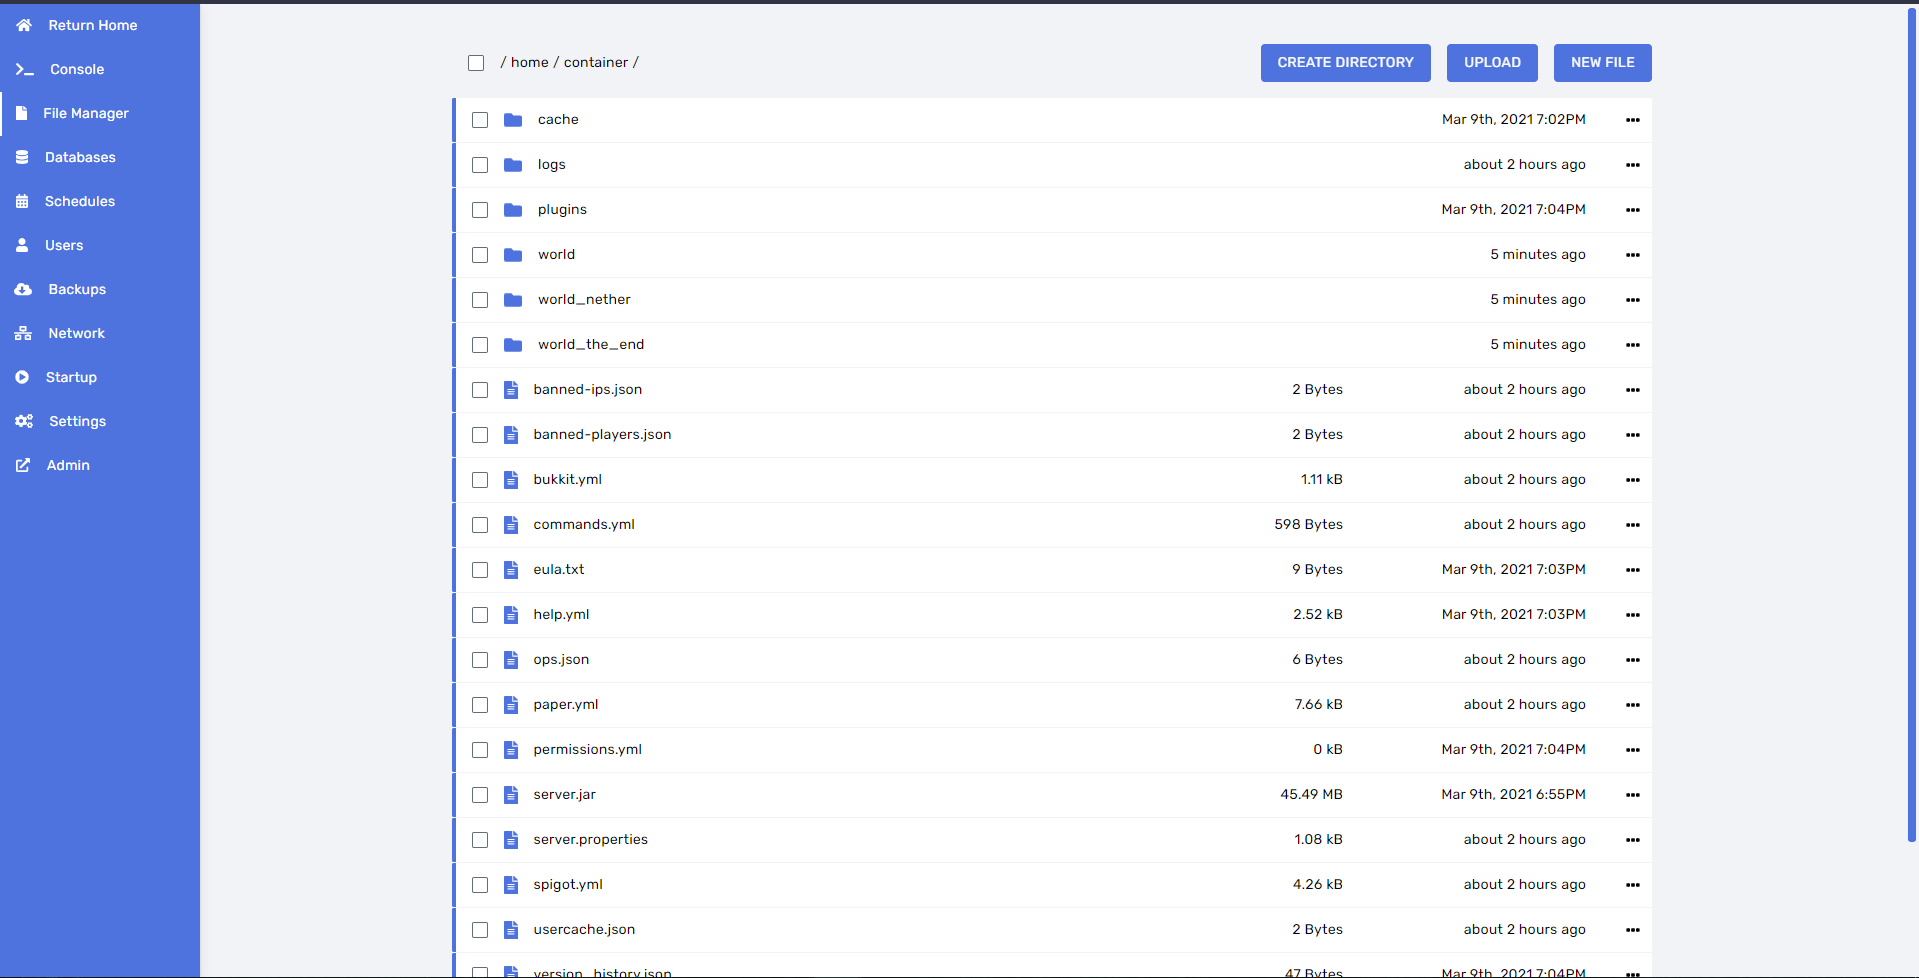 Return Home
Console
File Manager
Databases
Schedules
Users
Backups
Network
Startup
Settings
Admin
/ home / container / CREATE DIRECTORY UPLOAD NEW FILE
cache Mar 9th, 2021 7:02PM
logs about 2 hours ago
plugins Mar 9th, 2021 7:04PM
world 5 minutes ago
world_nether 5 minutes ago
world_the_end 5 minutes ago
banned-ips.json 2 Bytes about 2 hours ago
banned-players.json 2 Bytes about 2 hours ago
bukkit.yml 1.11 kB about 2 hours ago
commands.yml 598 Bytes about 2 hours ago
eula.txt 9 Bytes Mar 9th, 2021 7:03PM
help.yml 2.52 kB Mar 9th, 2021 7:03PM
ops.json 6 Bytes about 2 hours ago
paper.yml 7.66 kB about 2 hours ago
permissions.yml 0 kB Mar 9th, 2021 7:04PM
server.jar 45.49 MB Mar 9th, 2021 6:55PM
server.properties 1.08 kB about 2 hours ago
spigot.yml 4.26 kB about 2 hours ago
usercache.json 2 Bytes about 2 hours ago
version_history.json 47 Bytes Mar 9th, 2021 7:04PM